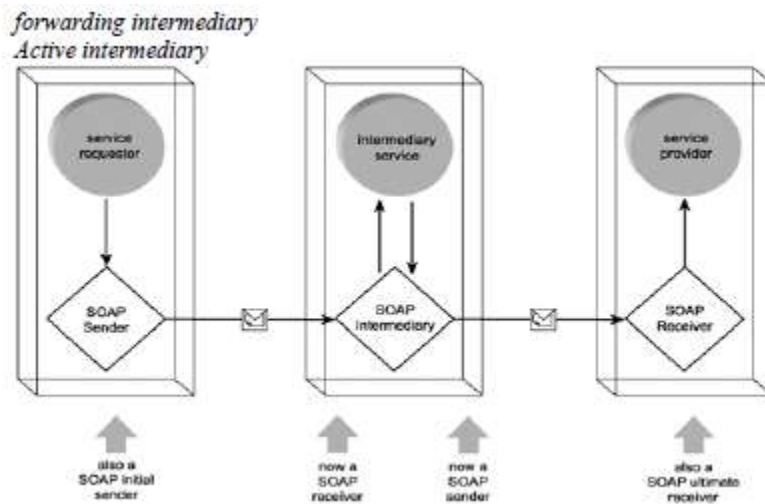 forwarding intermediary
Active intermediary
service
requestor
intermediary
service
service
provider
SOAP
Sender
SOAP
Intermediary
SOAP
Receiver
also a
SOAP initial
sender
now a
SOAP
receiver
now a
SOAP
sender
also a
SOAP ultimate
receiver